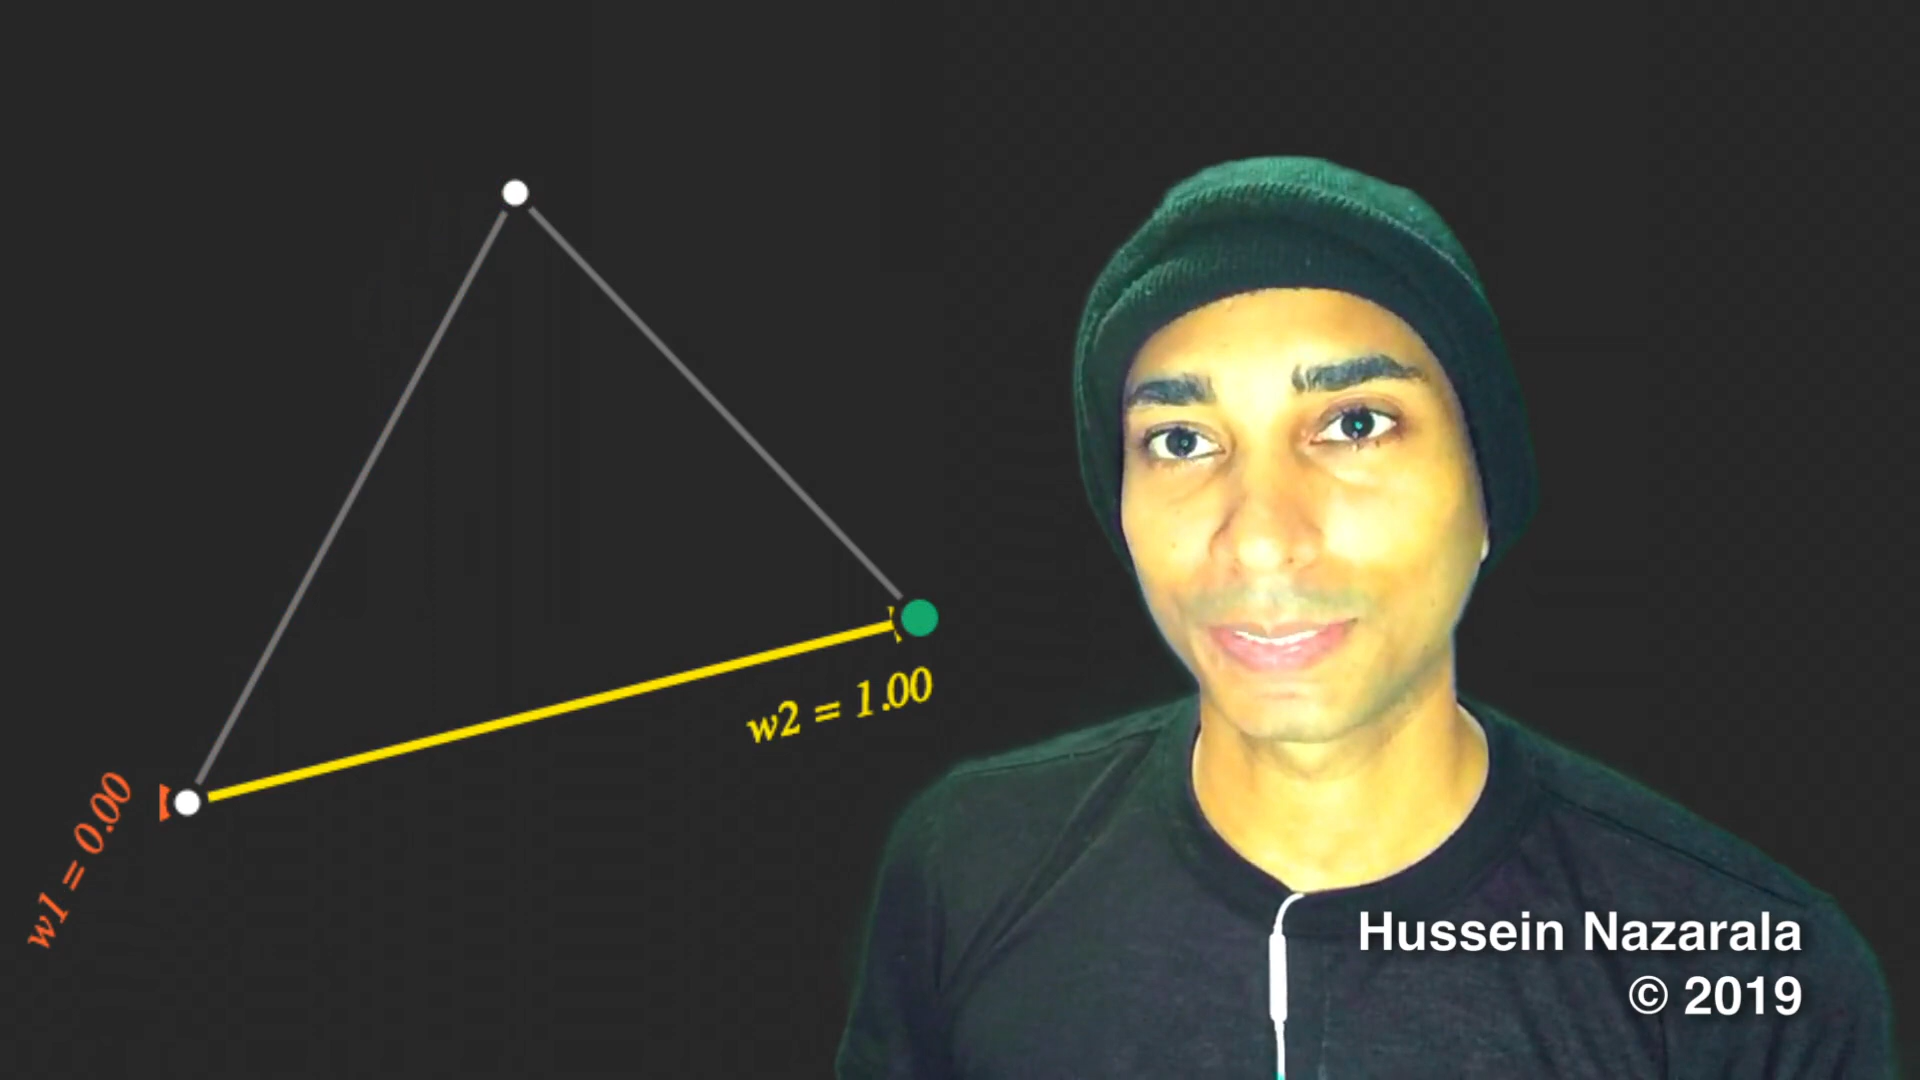 w2 = 1.00
w1 = 0.00
Hussein Nazarala
© 2019